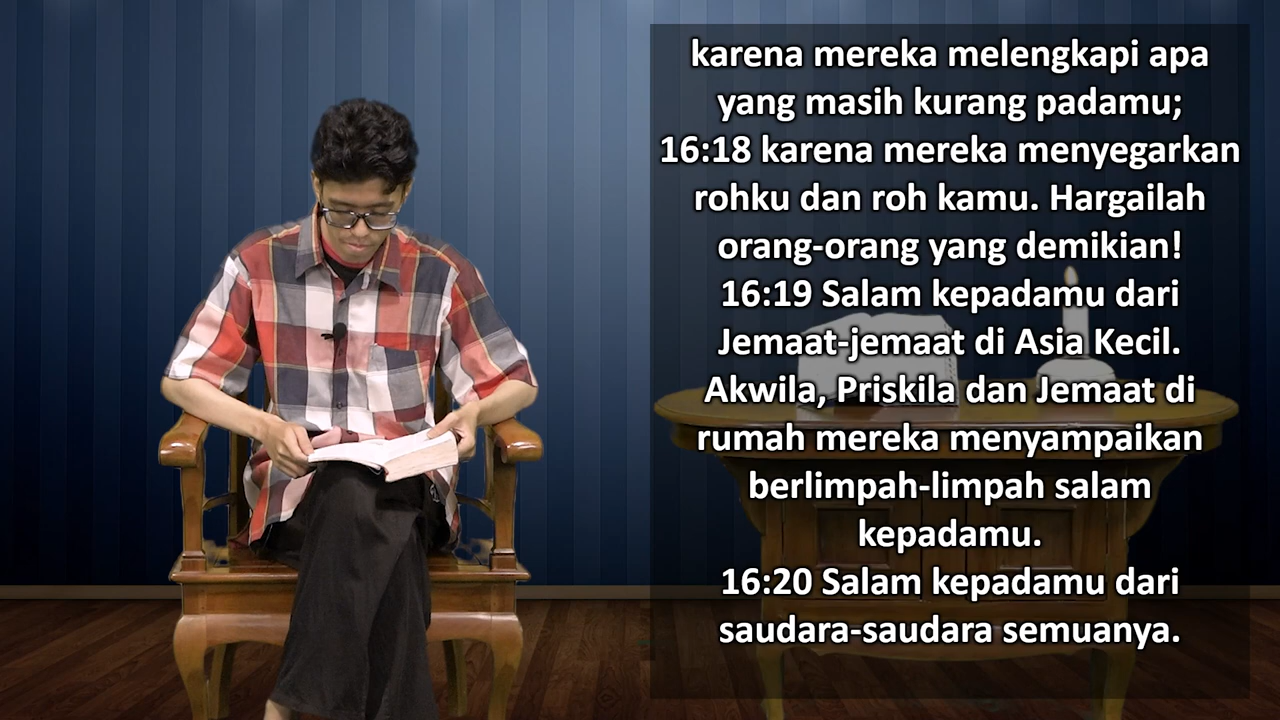 karena mereka melengkapi apa
yang masih kurang padamu;
16:18 karena mereka menyegarkan
rohku dan roh kamu. Hargailah
orang-orang yang demikian!
16:19 Salam kepadamu dari
Jemaat-jemaat di Asia Kecil.
Akwila, Priskila dan Jemaat di
rumah mereka menyampaikan
berlimpah-limpah salam
kepadamu.
16:20 Salam kepadamu dari
saudara-saudara semuanya.